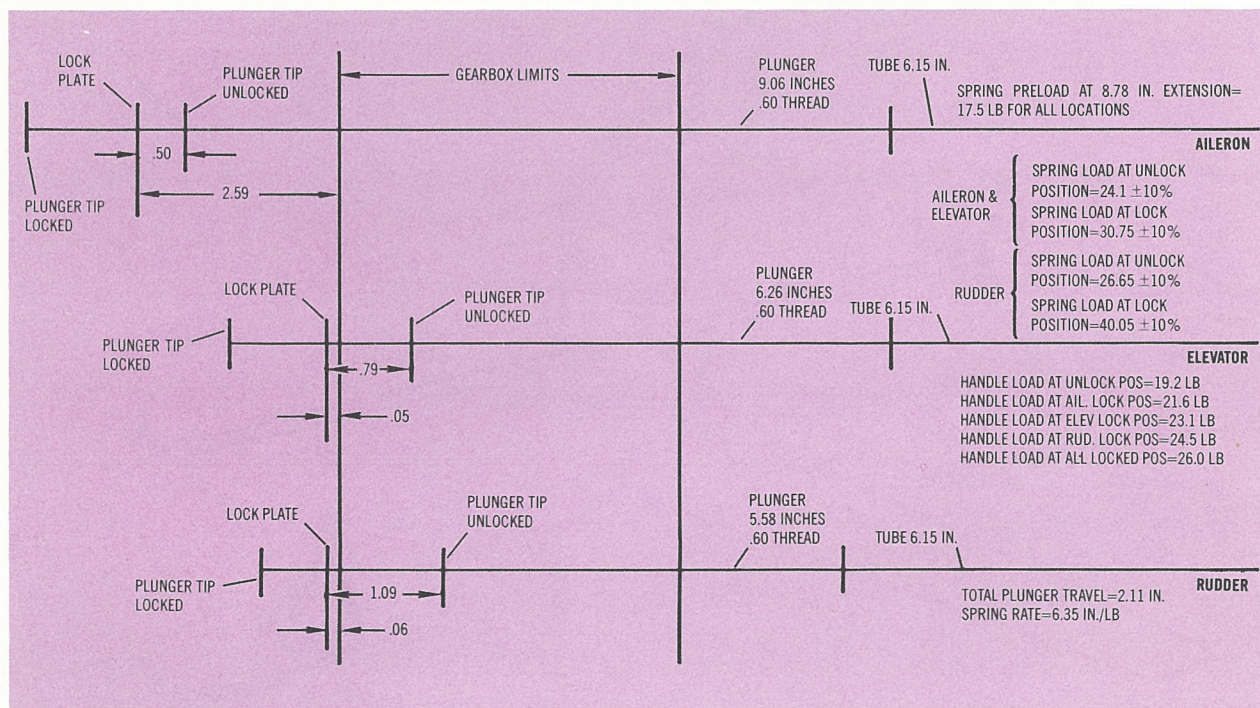 LOCK
PLATE
PLUNGER TIP
UNLOCKED
GEARBOX LIMITS
PLUNGER
9.06 INCHES
.60 THREAD
TUBE 6.15 IN.
SPRING PRELOAD AT 8.78 IN. EXTENSION=
17.5 LB FOR ALL LOCATIONS
AILERON
.50
2.59
PLUNGER TIP
LOCKED
AILERON &
ELEVATOR
SPRING LOAD AT UNLOCK
POSITION=24.1 ±10%
SPRING LOAD AT LOCK
POSITION=30.75 ±10%
RUDDER
SPRING LOAD AT UNLOCK
POSITION=26.65 ±10%
SPRING LOAD AT LOCK
POSITION=40.05 ±10%
LOCK PLATE
PLUNGER TIP
UNLOCKED
PLUNGER
6.26 INCHES
.60 THREAD
TUBE 6.15 IN.
PLUNGER TIP
LOCKED
ELEVATOR
.79
.05
HANDLE LOAD AT UNLOCK POS=19.2 LB
HANDLE LOAD AT AIL. LOCK POS=21.6 LB
HANDLE LOAD AT ELEV LOCK POS=23.1 LB
HANDLE LOAD AT RUD. LOCK POS=24.5 LB
HANDLE LOAD AT ALL LOCKED POS=26.0 LB
LOCK PLATE
PLUNGER TIP
UNLOCKED
PLUNGER
5.58 INCHES
.60 THREAD
TUBE 6.15 IN.
PLUNGER TIP
LOCKED
RUDDER
1.09
.06
TOTAL PLUNGER TRAVEL=2.11 IN.
SPRING RATE=6.35 IN./LB